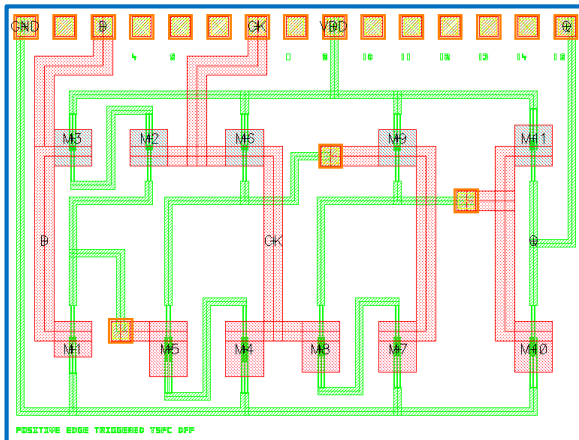 GND D CK VDD Q
M3 M2 M6 M9 M11
D CK Q
M1 M5 M4 M8 M7 M10
POSITIVE EDGE TRIGGERED YSPC DFF